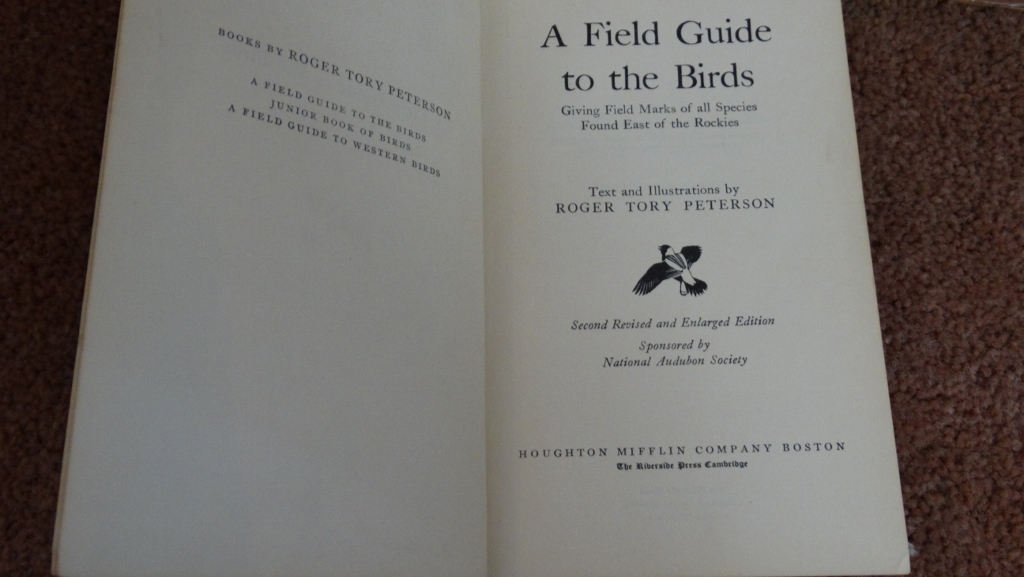 BOOKS BY ROGER TORY PETERSON
A FIELD GUIDE TO THE BIRDS
JUNIOR BOOK OF BIRDS
A FIELD GUIDE TO WESTERN BIRDS
A Field Guide
to the Birds
Giving Field Marks of all Species
Found East of the Rockies
Text and Illustrations by
ROGER TORY PETERSON
Second Revised and Enlarged Edition
Sponsored by
National Audubon Society
HOUGHTON MIFFLIN COMPANY BOSTON
The Riverside Press Cambridge